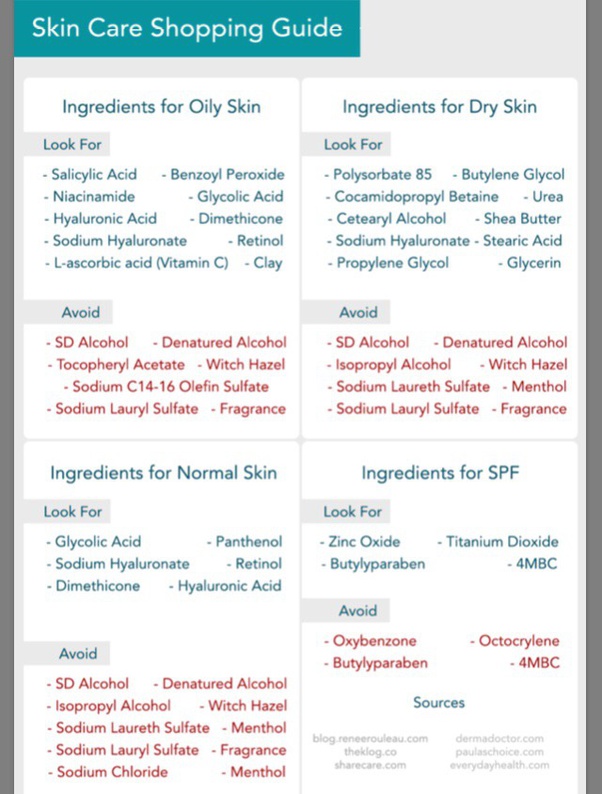 Skin Care Shopping Guide
Ingredients for Oily Skin
Look For
- Salicylic Acid - Benzoyl Peroxide
- Niacinamide - Glycolic Acid
- Hyaluronic Acid - Dimethicone
- Sodium Hyaluronate - Retinol
- L-ascorbic acid (Vitamin C) - Clay
Avoid
- SD Alcohol - Denatured Alcohol
- Tocopheryl Acetate - Witch Hazel
- Sodium C14-16 Olefin Sulfate
- Sodium Lauryl Sulfate - Fragrance
Ingredients for Dry Skin
Look For
- Polysorbate 85 - Butylene Glycol
- Cocamidopropyl Betaine - Urea
- Cetearyl Alcohol - Shea Butter
- Sodium Hyaluronate - Stearic Acid
- Propylene Glycol - Glycerin
Avoid
- SD Alcohol - Denatured Alcohol
- Isopropyl Alcohol - Witch Hazel
- Sodium Laureth Sulfate - Menthol
- Sodium Lauryl Sulfate - Fragrance
Ingredients for Normal Skin
Look For
- Glycolic Acid - Panthenol
- Sodium Hyaluronate - Retinol
- Dimethicone - Hyaluronic Acid
Avoid
- SD Alcohol - Denatured Alcohol
- Isopropyl Alcohol - Witch Hazel
- Sodium Laureth Sulfate - Menthol
- Sodium Lauryl Sulfate - Fragrance
- Sodium Chloride - Menthol
Ingredients for SPF
Look For
- Zinc Oxide - Titanium Dioxide
- Butylyparaben - 4MBC
Avoid
- Oxybenzone - Octocrylene
- Butylyparaben - 4MBC
Sources
blog.reneerouleau.com dermadoctor.com
theklog.co paulaschoice.com
sharecare.com everydayhealth.com